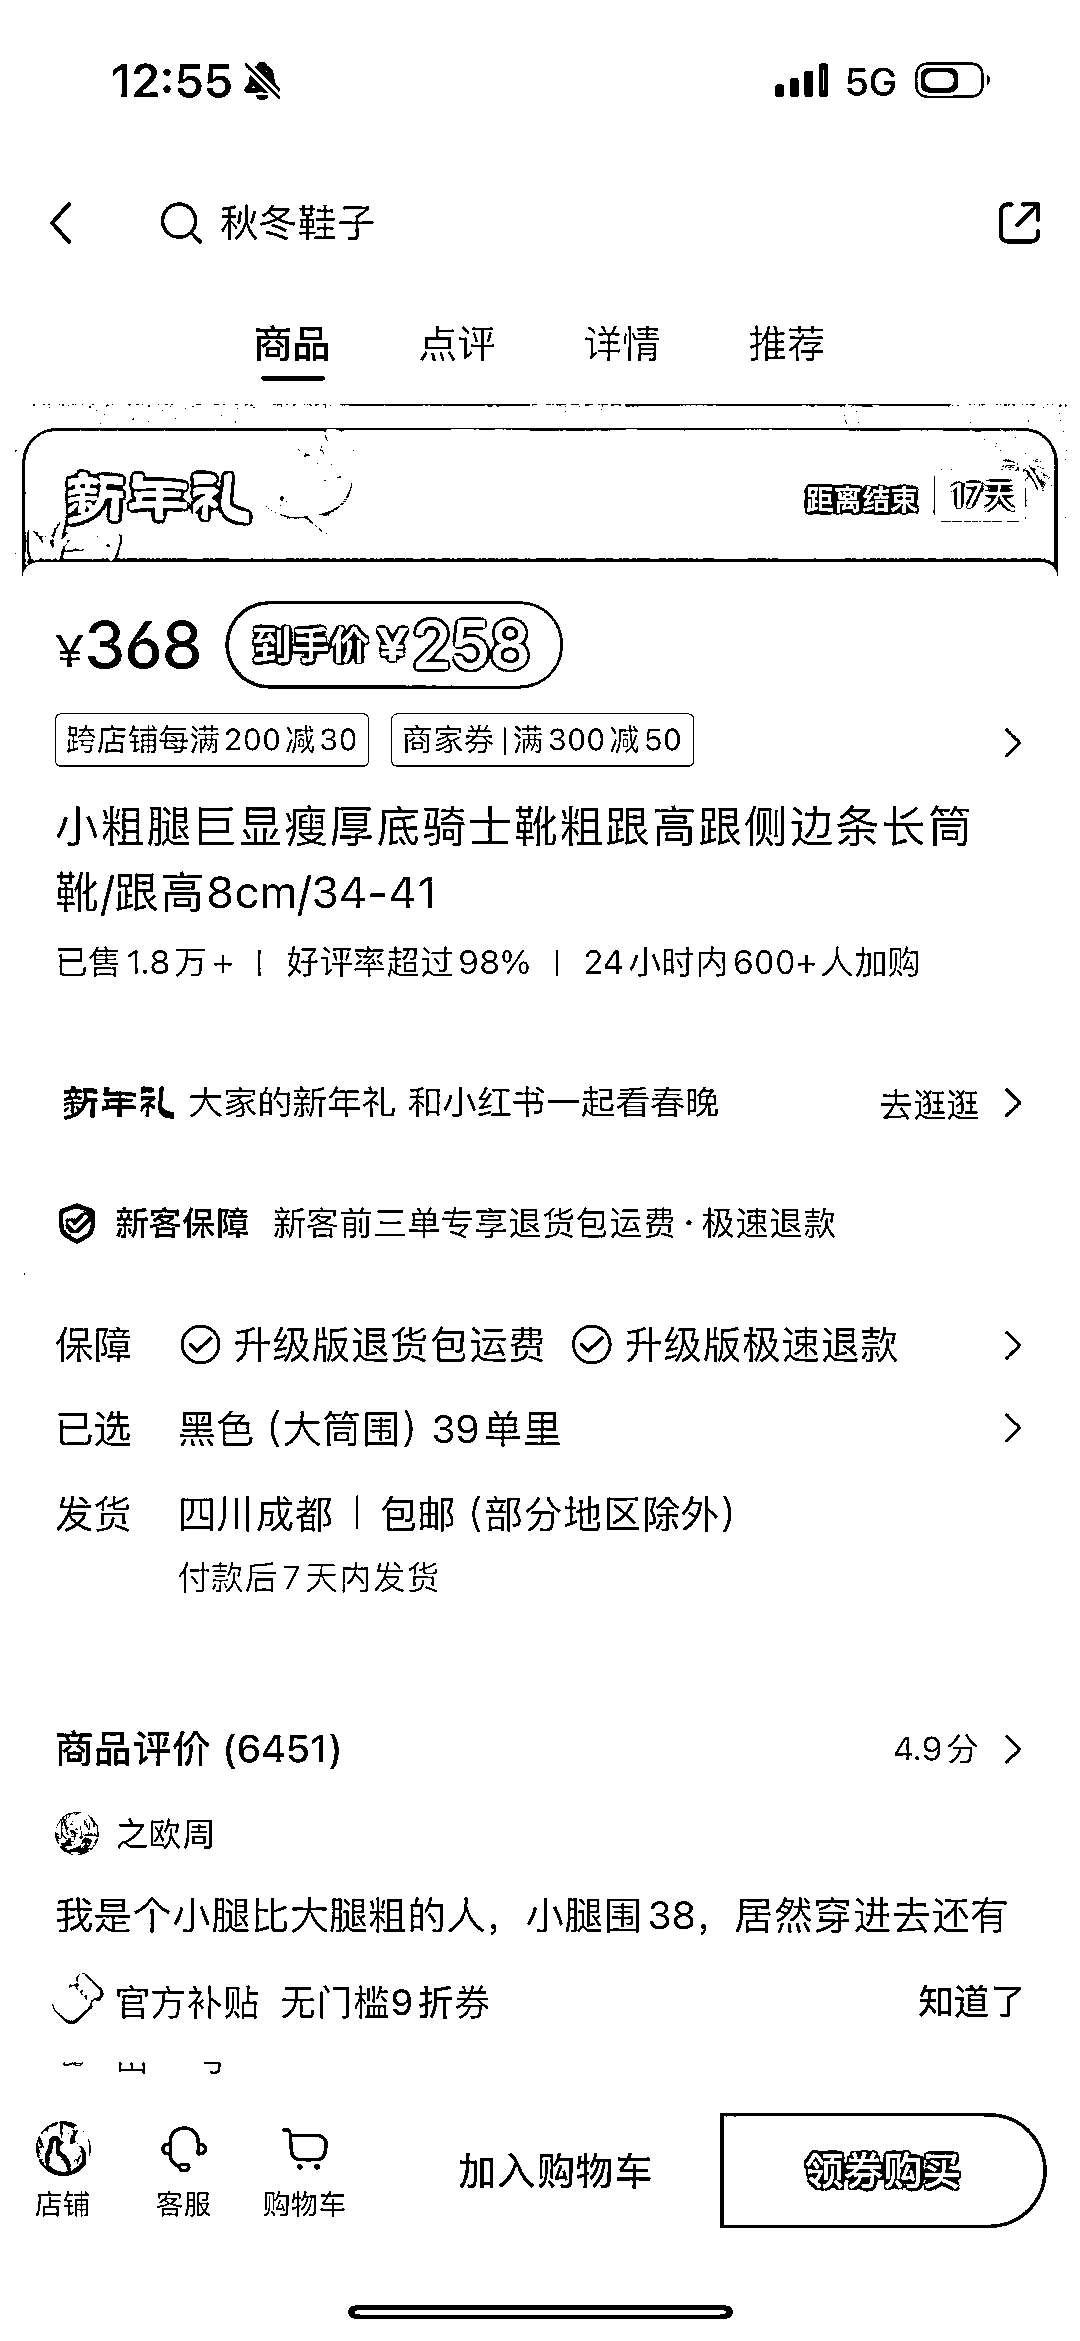 12:55 5G
秋冬鞋子
商品 点评 详情 推荐
新年礼 距离结束 17天
¥368 到手价¥258
跨店铺每满200减30 商家券|满300减50
小粗腿巨显瘦厚底骑士靴粗跟高跟侧边条长筒
靴/跟高8cm/34-41
已售1.8万+ | 好评率超过98% | 24小时内600+人加购
新年礼 大家的新年礼 和小红书一起看春晚 去逛逛
新客保障 新客前三单专享退货包运费·极速退款
保障 升级版退货包运费 升级版极速退款
已选 黑色（大筒围）39单里
发货 四川成都 | 包邮（部分地区除外）
付款后7天内发货
商品评价 (6451) 4.9分
之欧周
我是个小腿比大腿粗的人，小腿围38，居然穿进去还有
官方补贴 无门槛9折券 知道了
店铺 客服 购物车 加入购物车 领券购买